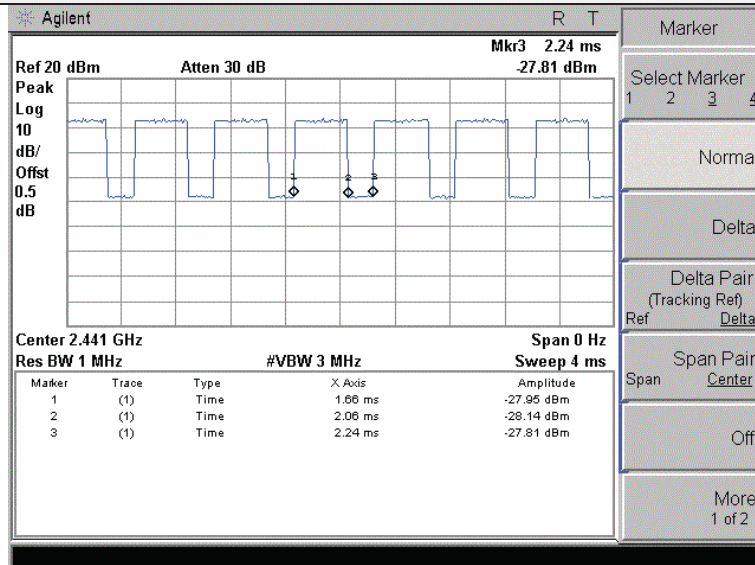 Agilent R T
Mkr3 2.24 ms
Ref 20 dBm Atten 30 dB -27.81 dBm
Peak
Log
10
dB/
Offst
0.5
dB
1 2 3
Center 2.441 GHz Span 0 Hz
Res BW 1 MHz #VBW 3 MHz Sweep 4 ms
Marker Trace Type X Axis Amplitude
1 (1) Time 1.66 ms -27.95 dBm
2 (1) Time 2.06 ms -28.14 dBm
3 (1) Time 2.24 ms -27.81 dBm
Marker
Select Marker
1 2 3 4
Norma
Delta
Delta Pair
(Tracking Ref)
Ref Delta
Span Pair
Span Center
Off
More
1 of 2